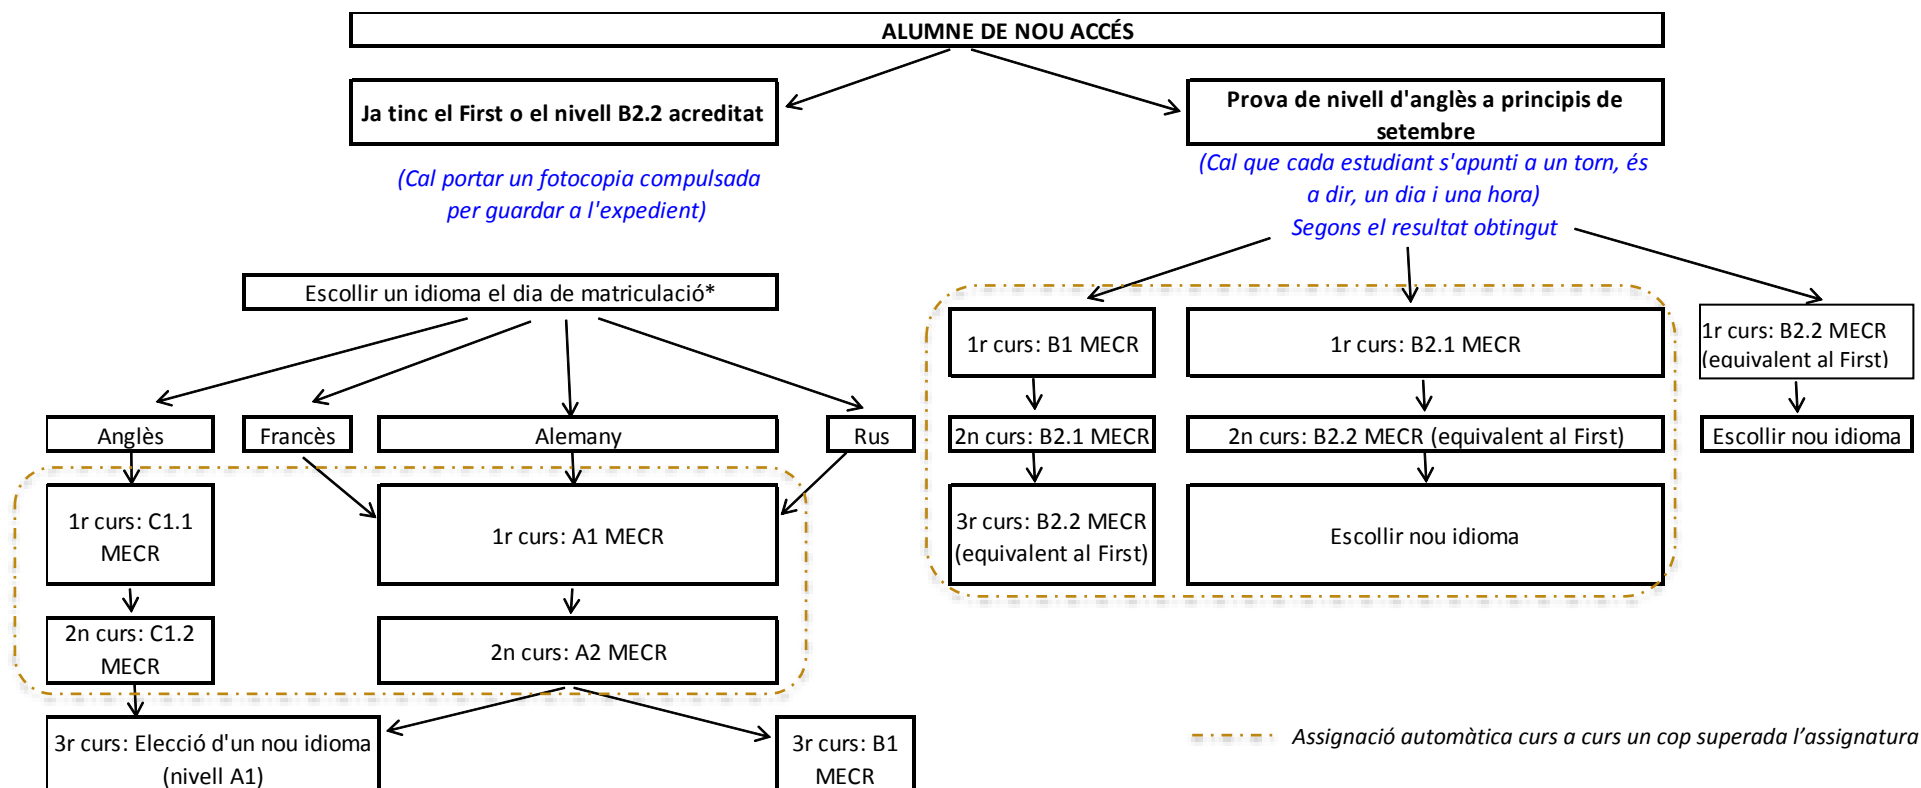 ALUMNE DE NOU ACCÉS
Ja tinc el First o el nivell B2.2 acreditat
Prova de nivell d'anglès a principis de
setembre
(Cal portar un fotocopia compulsada
per guardar a l'expedient)
(Cal que cada estudiant s'apunti a un torn, és
a dir, un dia i una hora)
Segons el resultat obtingut
Escollir un idioma el dia de matriculació*
1r curs: B1 MECR
1r curs: B2.1 MECR
1r curs: B2.2 MECR
(equivalent al First)
Anglès
Francès
Alemany
Rus
2n curs: B2.1 MECR
2n curs: B2.2 MECR (equivalent al First)
Escollir nou idioma
1r curs: C1.1
MECR
1r curs: A1 MECR
3r curs: B2.2 MECR
(equivalent al First)
Escollir nou idioma
2n curs: C1.2
MECR
2n curs: A2 MECR
3r curs: Elecció d'un nou idioma
(nivell A1)
3r curs: B1
MECR
Assignació automàtica curs a curs un cop superada l’assignatura